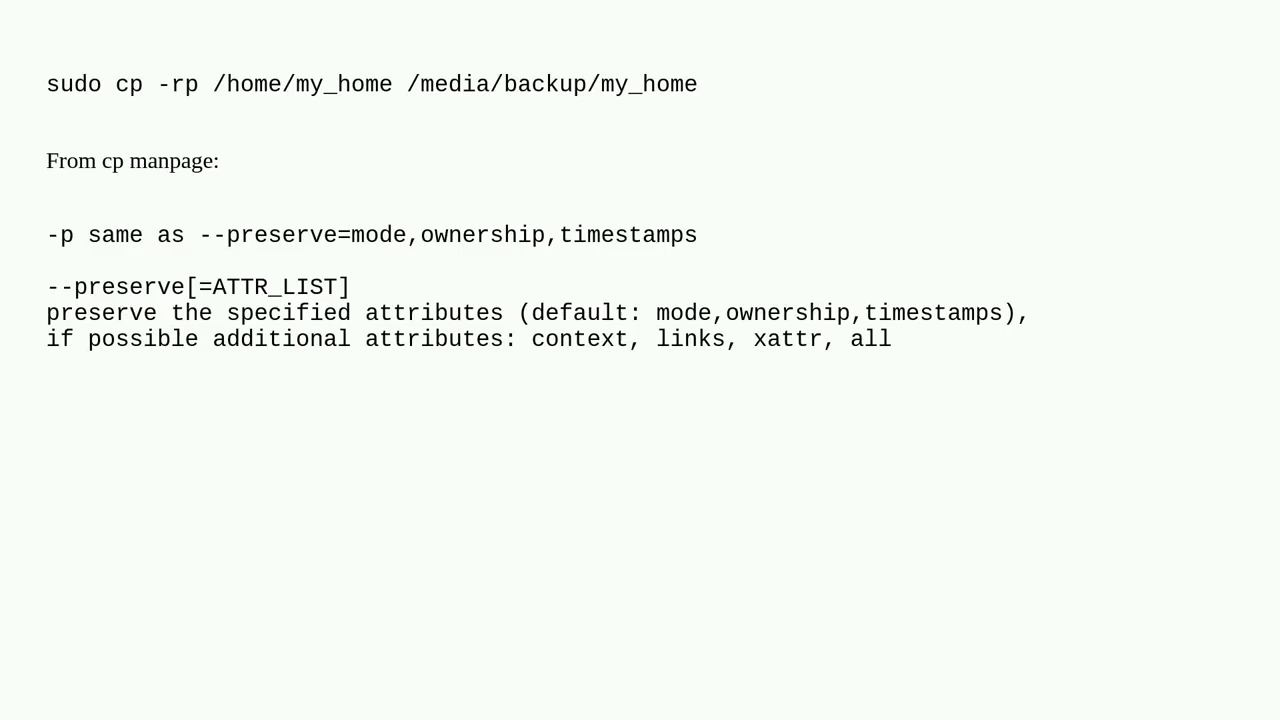 sudo cp -rp /home/my_home /media/backup/my_home
From cp manpage:
-p same as --preserve=mode,ownership,timestamps
--preserve[=ATTR_LIST]
preserve the specified attributes (default: mode,ownership,timestamps),
if possible additional attributes: context, links, xattr, all